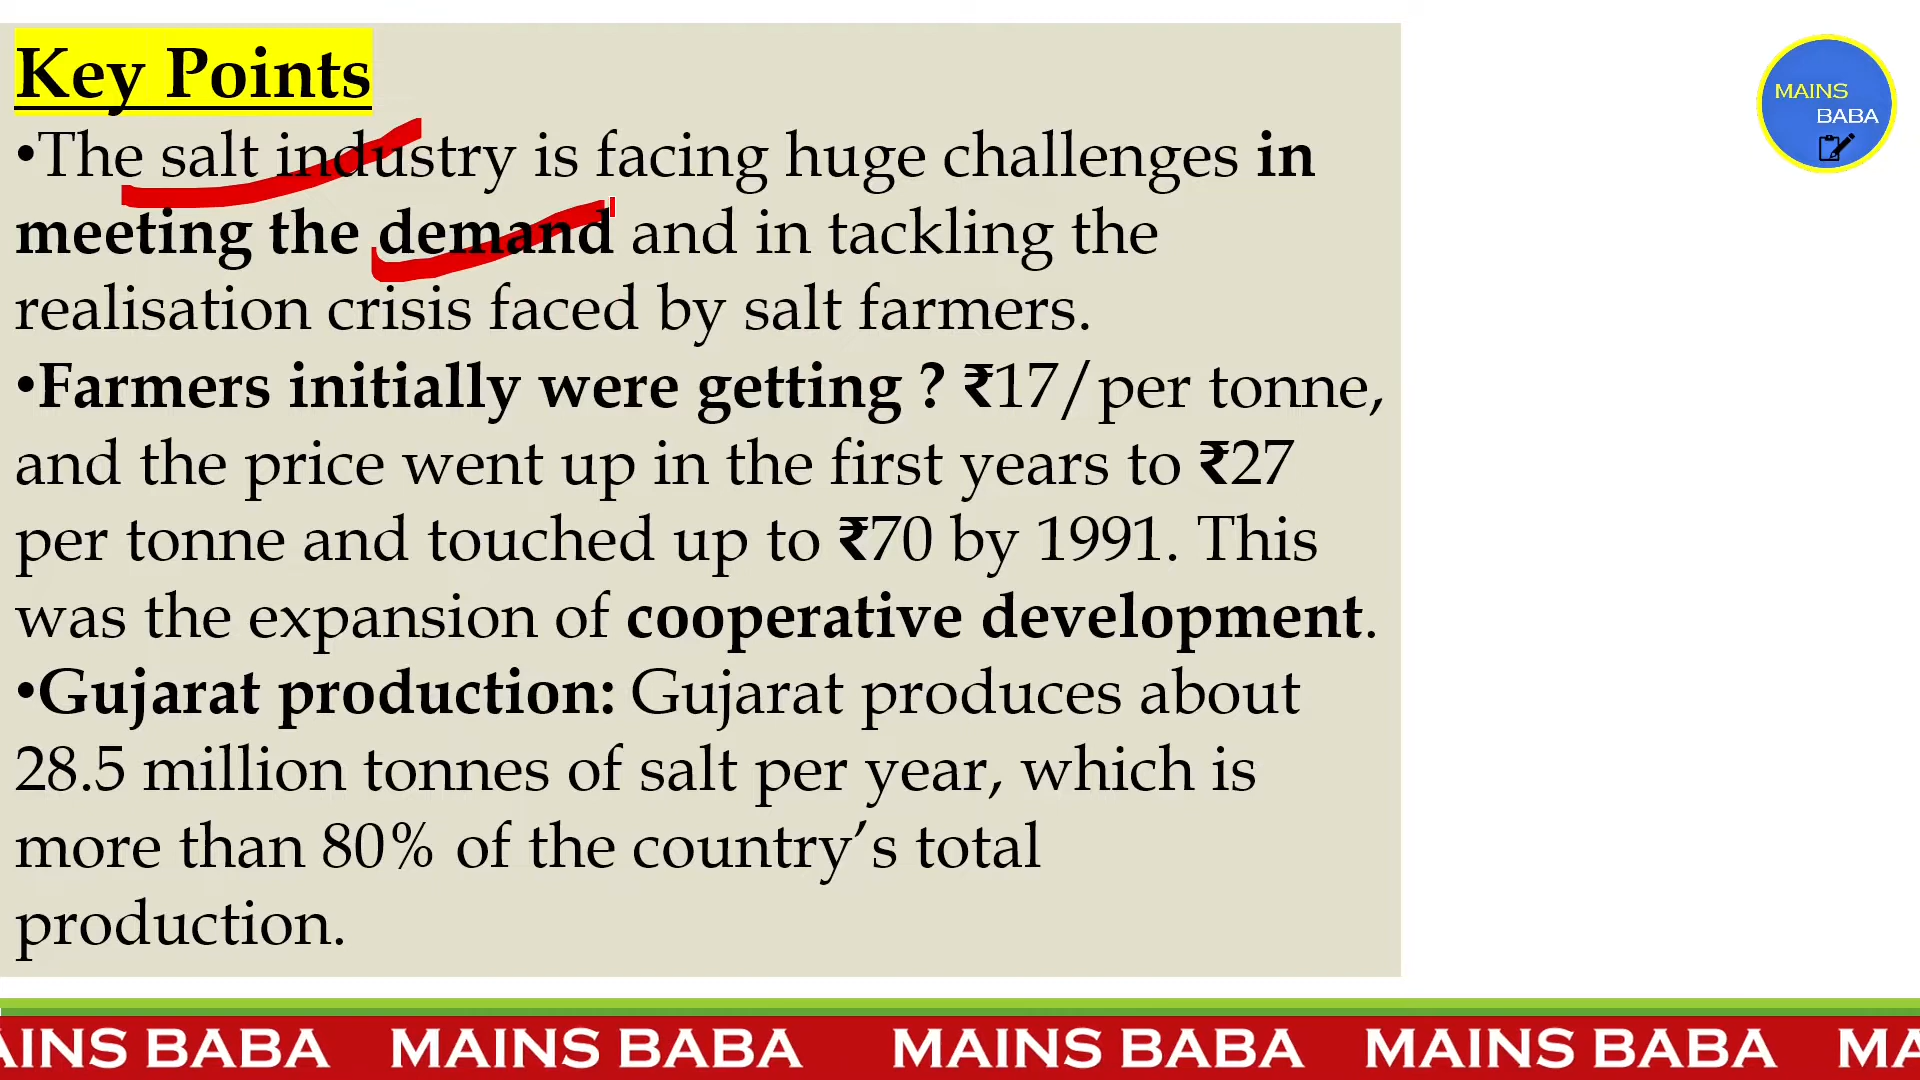 Key Points
MAINS
BABA
•The salt industry is facing huge challenges in
meeting the demand and in tackling the
realisation crisis faced by salt farmers.
•Farmers initially were getting ? ₹17/per tonne,
and the price went up in the first years to ₹27
per tonne and touched up to ₹70 by 1991. This
was the expansion of cooperative development.
•Gujarat production: Gujarat produces about
28.5 million tonnes of salt per year, which is
more than 80% of the country’s total
production.
AINS BABA MAINS BABA MAINS BABA MAINS BABA MA